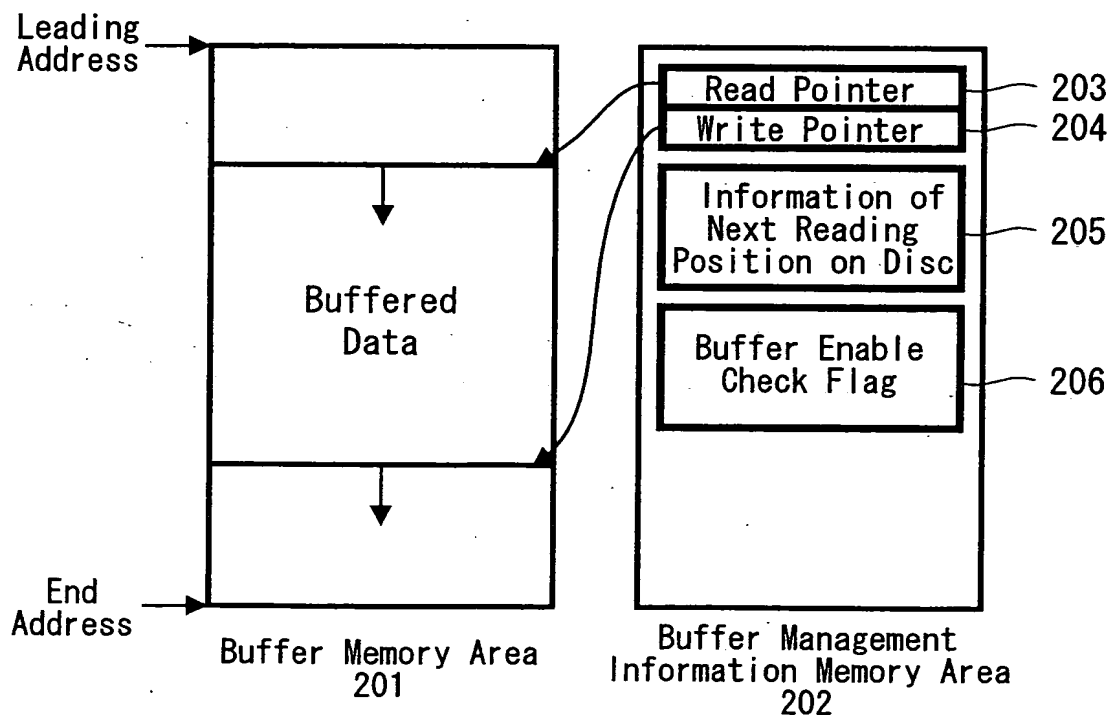 Leading
Address
Read Pointer
203
Write Pointer
204
Information of
Next Reading
Position on Disc
205
Buffered
Data
Buffer Enable
Check Flag
206
End
Address
Buffer Memory Area
201
Buffer Management
Information Memory Area
202